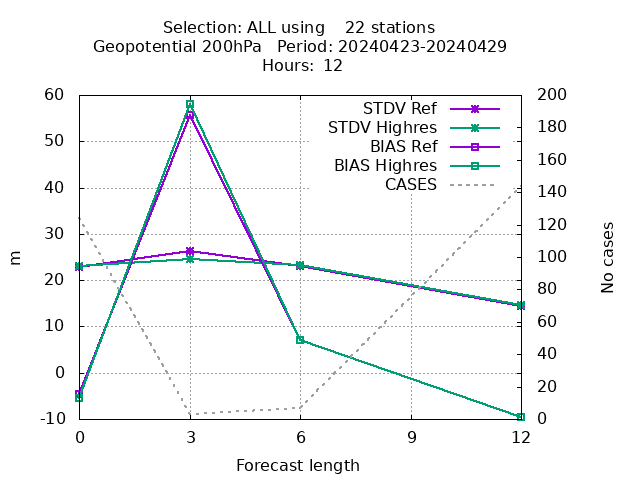 Selection: ALL using    22 stations
Geopotential 200hPa   Period: 20240423-20240429
Hours:  12
STDV Ref
STDV Highres
BIAS Ref
BIAS Highres
CASES
60
50
40
30
20
10
0
-10
m
200
180
160
140
120
100
80
60
40
20
0
No cases
0 3 6 9 12
Forecast length